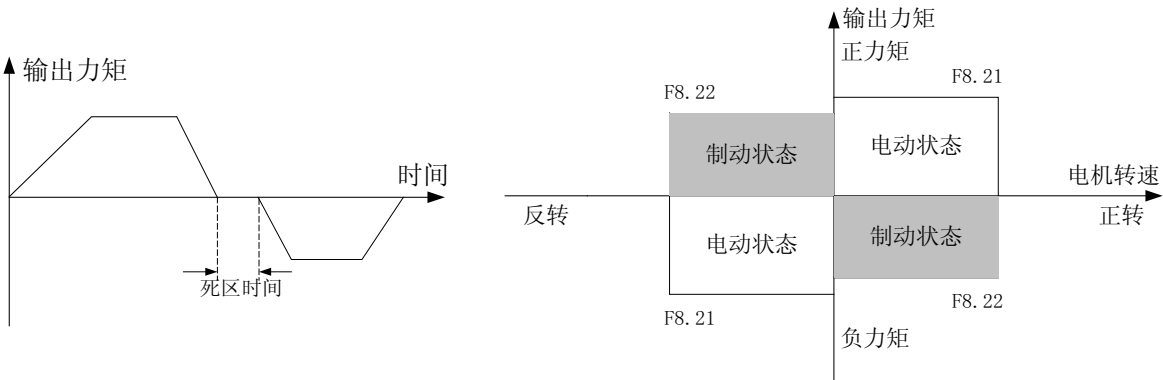 输出力矩
时间
死区时间
输出力矩
正力矩
F8.21
F8.22
制动状态
电动状态
电机转速
反转
正转
电动状态
制动状态
F8.21
F8.22
负力矩